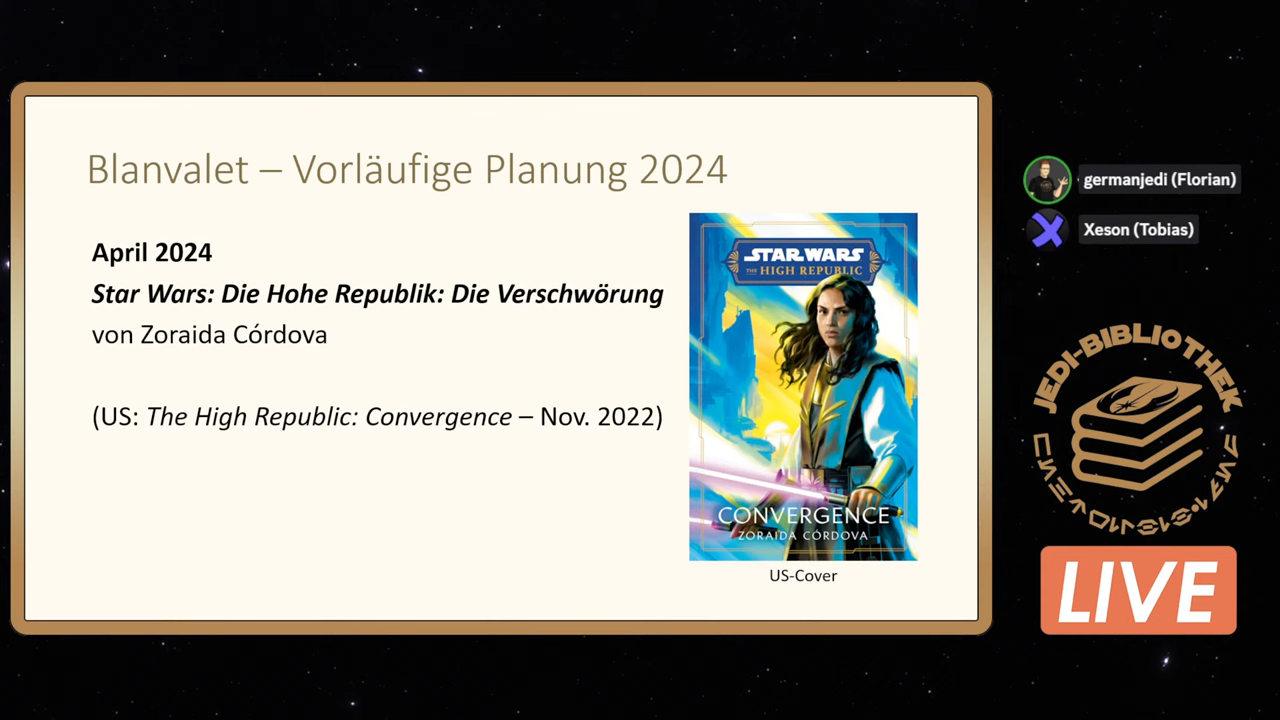 Blanvalet – Vorläufige Planung 2024
April 2024
Star Wars: Die Hohe Republik: Die Verschwörung
von Zoraida Córdova
(US: The High Republic: Convergence – Nov. 2022)
STAR WARS
THE HIGH REPUBLIC
CONVERGENCE
ZORAIDA CÓRDOVA
US-Cover
germanjedi (Florian)
Xeson (Tobias)
JEDI-BIBLIOTHEK
LIVE